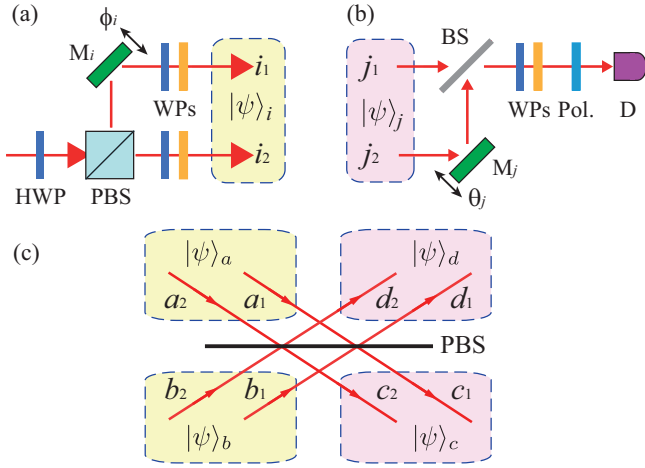 (a)
ϕi
Mi
WPs
i1
|ψ⟩i
i2
HWP
PBS
(b)
BS
j1
|ψ⟩j
j2
WPs
Pol.
D
Mj
θj
(c)
|ψ⟩a
|ψ⟩d
a2 a1 d2 d1
PBS
b2 b1 c2 c1
|ψ⟩b
|ψ⟩c